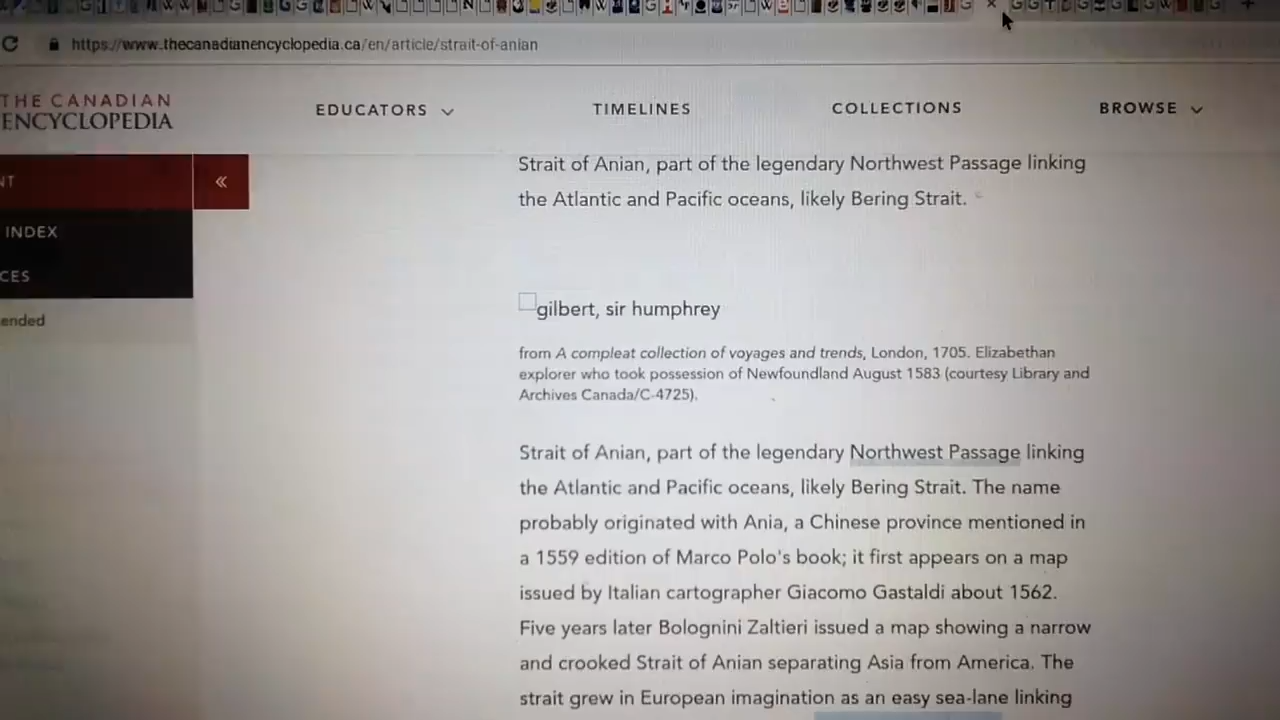 https://www.thecanadianencyclopedia.ca/en/article/strait-of-anian
THE CANADIAN
ENCYCLOPEDIA
EDUCATORS
TIMELINES
COLLECTIONS
BROWSE
NT
«
INDEX
CES
ended
Strait of Anian, part of the legendary Northwest Passage linking
the Atlantic and Pacific oceans, likely Bering Strait.
gilbert, sir humphrey
from A compleat collection of voyages and trends, London, 1705. Elizabethan
explorer who took possession of Newfoundland August 1583 (courtesy Library and
Archives Canada/C-4725).
Strait of Anian, part of the legendary Northwest Passage linking
the Atlantic and Pacific oceans, likely Bering Strait. The name
probably originated with Ania, a Chinese province mentioned in
a 1559 edition of Marco Polo's book; it first appears on a map
issued by Italian cartographer Giacomo Gastaldi about 1562.
Five years later Bolognini Zaltieri issued a map showing a narrow
and crooked Strait of Anian separating Asia from America. The
strait grew in European imagination as an easy sea-lane linking